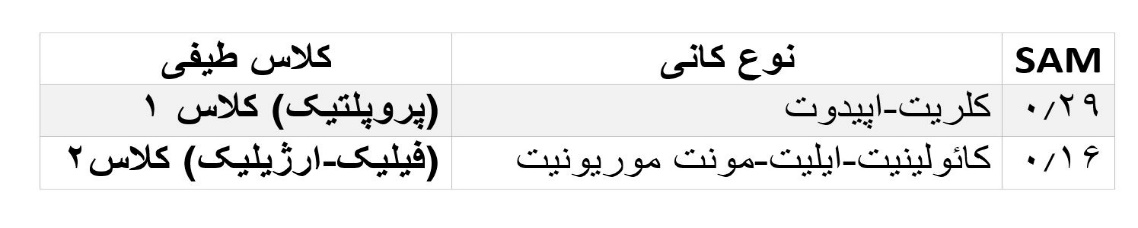 SAM نوع کانی کلاس طیفی
۰/۲۹ کلریت-اپیدوت (پروپلتیک) کلاس ۱
۰/۱۶ کائولینیت-ایلیت-مونت موریونیت (فیلیک-ارژیلیک) کلاس۲